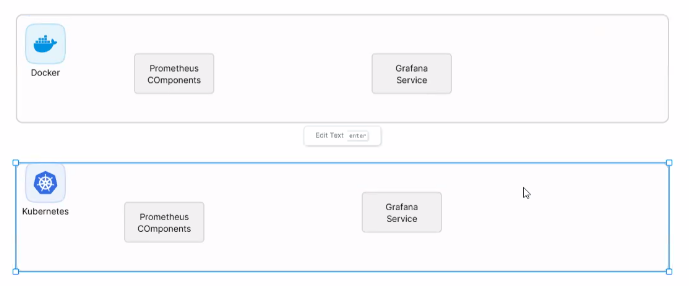 Docker
Prometheus
COmponents
Grafana
Service
Edit Text enter
Kubernetes
Prometheus
COmponents
Grafana
Service